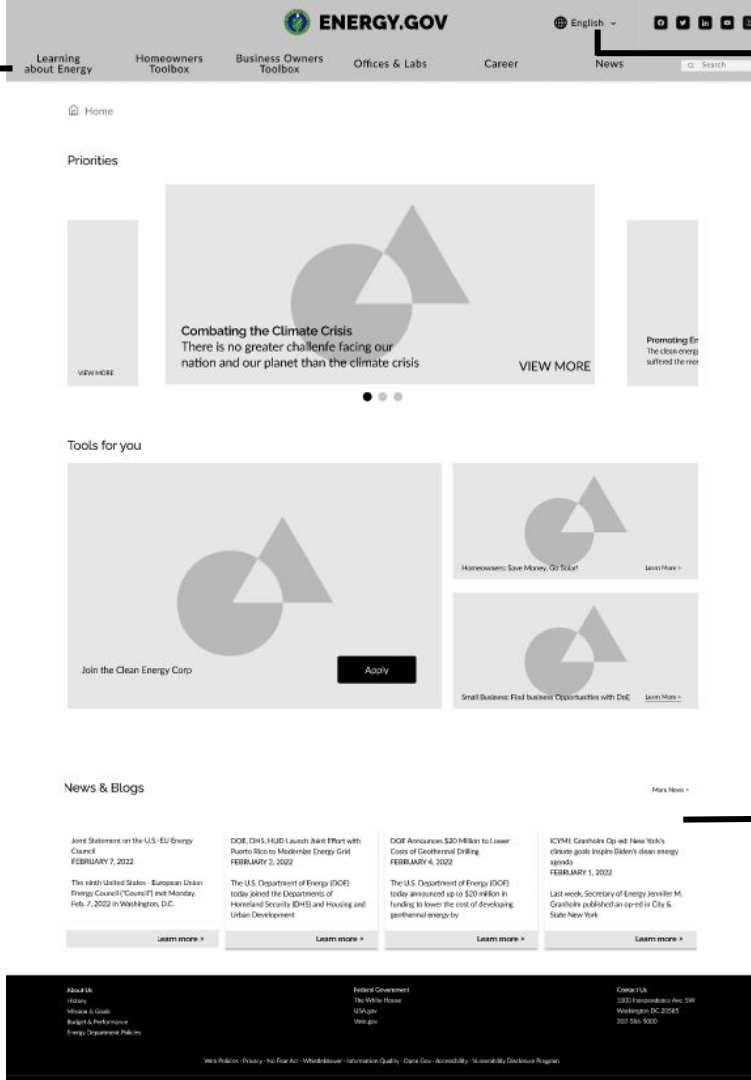 ENERGY.GOV
English
Learning
about Energy
Homeowners
Toolbox
Business Owners
Toolbox
Offices & Labs
Career
News
Search
Home
Priorities
Combating the Climate Crisis
There is no greater challenfe facing our
nation and our planet than the climate crisis
VIEW MORE
VIEW MORE
Promoting En
The clean energy
suffered the mos
Tools for you
Join the Clean Energy Corp
Apply
Homeowners: Save Money, Go Solar!
Learn More >
Small Business: Find business Opportunities with DoE
Learn More >
News & Blogs
More News >
Joint Statement on the U.S.-EU Energy
Council
FEBRUARY 7, 2022
The ninth United States - European Union
Energy Council ("Council") met Monday,
Feb. 7, 2022 in Washington, D.C.
Learn more >
DOE, DHS, HUD Launch Joint Effort with
Puerto Rico to Modernize Energy Grid
FEBRUARY 2, 2022
The U.S. Department of Energy (DOE)
today joined the Departments of
Homeland Security (DHS) and Housing and
Urban Development
Learn more >
DOE Announces $20 Million to Lower
Costs of Geothermal Drilling
FEBRUARY 4, 2022
The U.S. Department of Energy (DOE)
today announced up to $20 million in
funding to lower the cost of developing
geothermal energy by
Learn more >
ICYMI: Granholm Op-ed: New York's
climate goals inspire Biden's clean energy
agenda
FEBRUARY 1, 2022
Last week, Secretary of Energy Jennifer M.
Granholm published an op-ed in City &
State New York
Learn more >
About Us
History
Mission & Goals
Budget & Performance
Energy Department Policies
Federal Government
The White House
USA.gov
Vote.gov
Contact Us
1000 Independence Ave. SW
Washington DC 20585
202-586-5000
Web Policies • Privacy • No Fear Act • Whistleblower • Information Quality • Open Gov • Accessibility • Vulnerability Disclosure Program